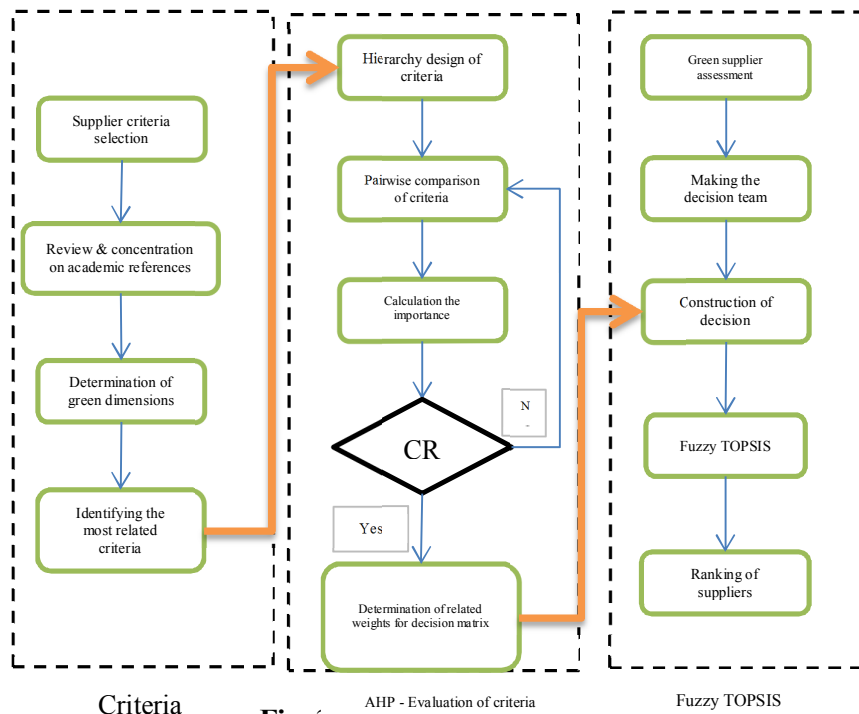 Supplier criteria
selection
Review & concentration
on academic references
Determination of
green dimensions
Identifying the
most related
criteria
Criteria
Hierarchy design of
criteria
Pairwise comparison
of criteria
Calculation the
importance
CR
N
-
Yes
Determination of related
weights for decision matrix
AHP - Evaluation of criteria
Green supplier
assessment
Making the
decision team
Construction of
decision
Fuzzy TOPSIS
Ranking of
suppliers
Fuzzy TOPSIS